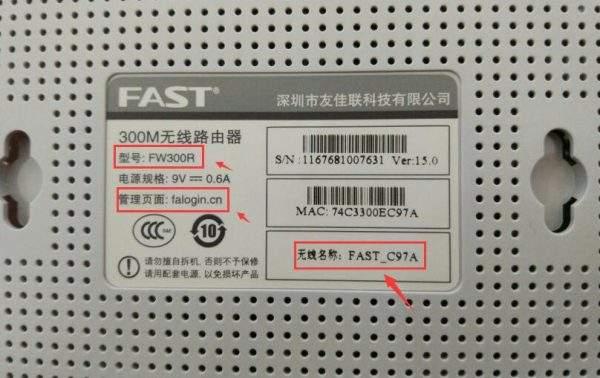 FAST®
深圳市友佳联科技有限公司
300M无线路由器
型号: FW300R
电源规格: 9V ⎓ 0.6A
管理页面: falogin.cn
CCC
10
请勿擅自拆机, 否则不予保修
请用配套电源, 以免损坏产品
S/N:1167681007631 Ver:15.0
MAC: 74C3300EC97A
无线名称: FAST_C97A